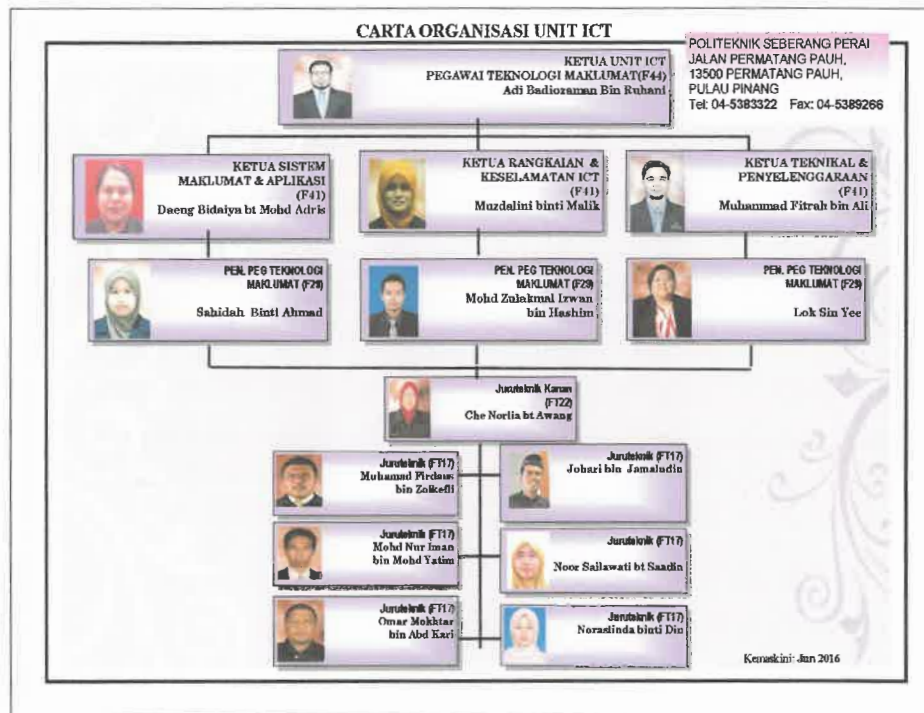 CARTA ORGANISASI UNIT ICT
POLITEKNIK SEBERANG PERAI
JALAN PERMATANG PAUH,
13500 PERMATANG PAUH,
PULAU PINANG
Tel: 04-5383322 Fax: 04-5389266
KETUA UNIT ICT
PEGAWAI TEKNOLOGI MAKLUMAT(F44)
Adi Badiozaman Bin Ruhani
KETUA SISTEM
MAKLUMAT & APLIKASI
(F41)
Daeng Bidaiya bt Mohd Adris
KETUA RANGKAIAN &
KESELAMATAN ICT
(F41)
Muzdalini binti Malik
KETUA TEKNIKAL &
PENYELENGGARAAN
(F41)
Muhammad Fitrah bin Ali
PEN. PEG TEKNOLOGI
MAKLUMAT (F29)
Sahidah Binti Ahmad
PEN. PEG TEKNOLOGI
MAKLUMAT (F29)
Mohd Zulakmal Izwan
bin Hashim
PEN. PEG TEKNOLOGI
MAKLUMAT (F29)
Lok Sin Yee
Juruteknik Kanan
(FT22)
Che Norlia bt Awang
Juruteknik (FT17)
Muhamad Firdaus
bin Zolkefli
Juruteknik (FT17)
Johari bin Jamaludin
Juruteknik (FT17)
Mohd Nur Iman
bin Mohd Yatim
Juruteknik (FT17)
Noor Sailawati bt Saadin
Juruteknik (FT17)
Omar Mokhtar
bin Abd Kari
Juruteknik (FT17)
Noraslinda binti Din
Kemaskini: Jun 2016